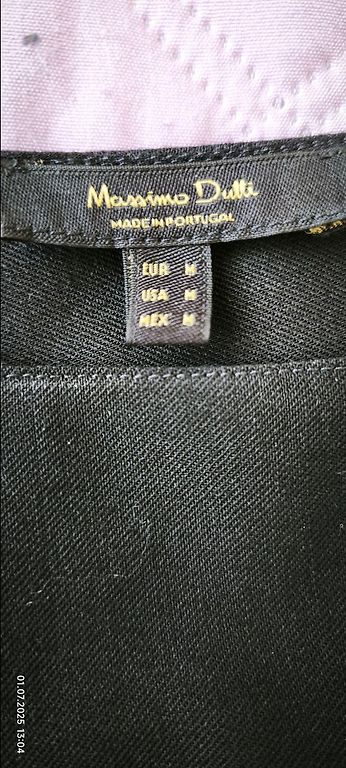 Massimo Dutti
MADE IN PORTUGAL
EUR M
USA M
MEX M
01.07.2025 13:04